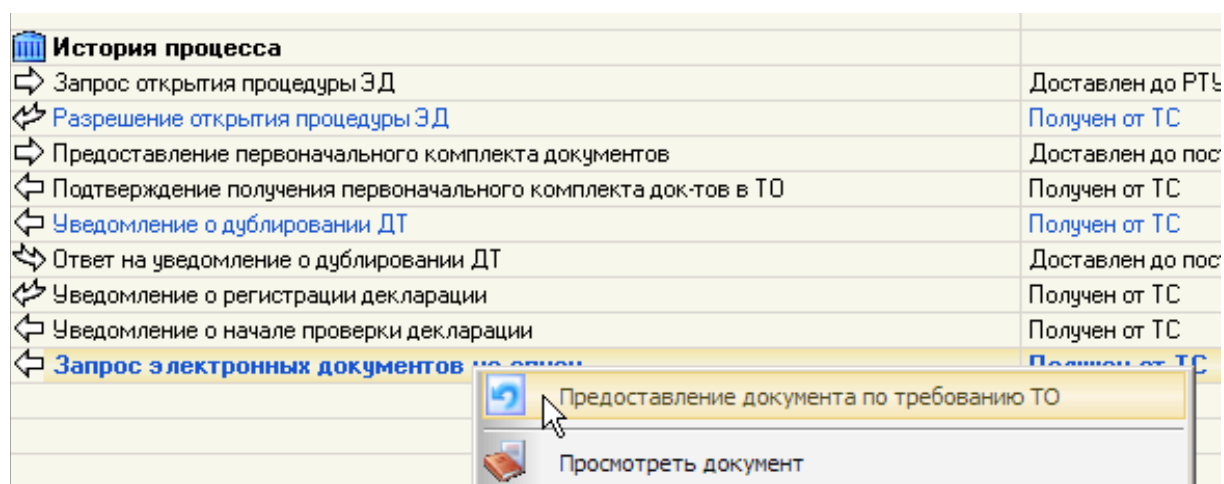 История процесса
Запрос открытия процедуры ЭД Доставлен до РТУ
Разрешение открытия процедуры ЭД Получен от ТС
Предоставление первоначального комплекта документов Доставлен до пос
Подтверждение получения первоначального комплекта док-тов в ТО Получен от ТС
Уведомление о дублировании ДТ Получен от ТС
Ответ на уведомление о дублировании ДТ Доставлен до пос
Уведомление о регистрации декларации Получен от ТС
Уведомление о начале проверки декларации Получен от ТС
Запрос электронных документов Получен от ТС
Предоставление документа по требованию ТО
Просмотреть документ